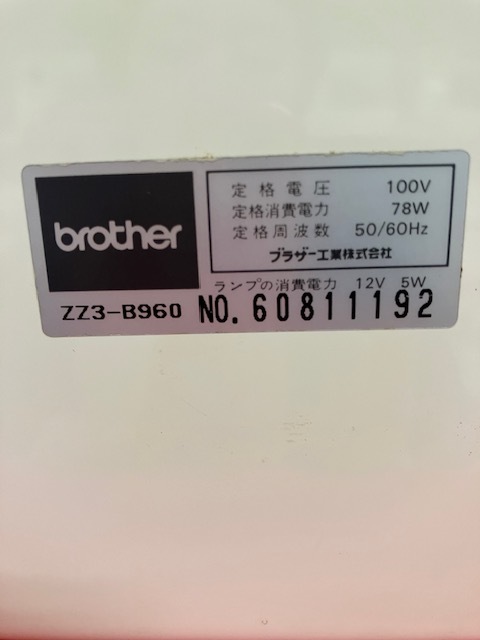 brother
定格電圧 100V
定格消費電力 78W
定格周波数 50/60Hz
ブラザー工業株式会社
ランプの消費電力 12V 5W
ZZ3-B960 NO.60811192